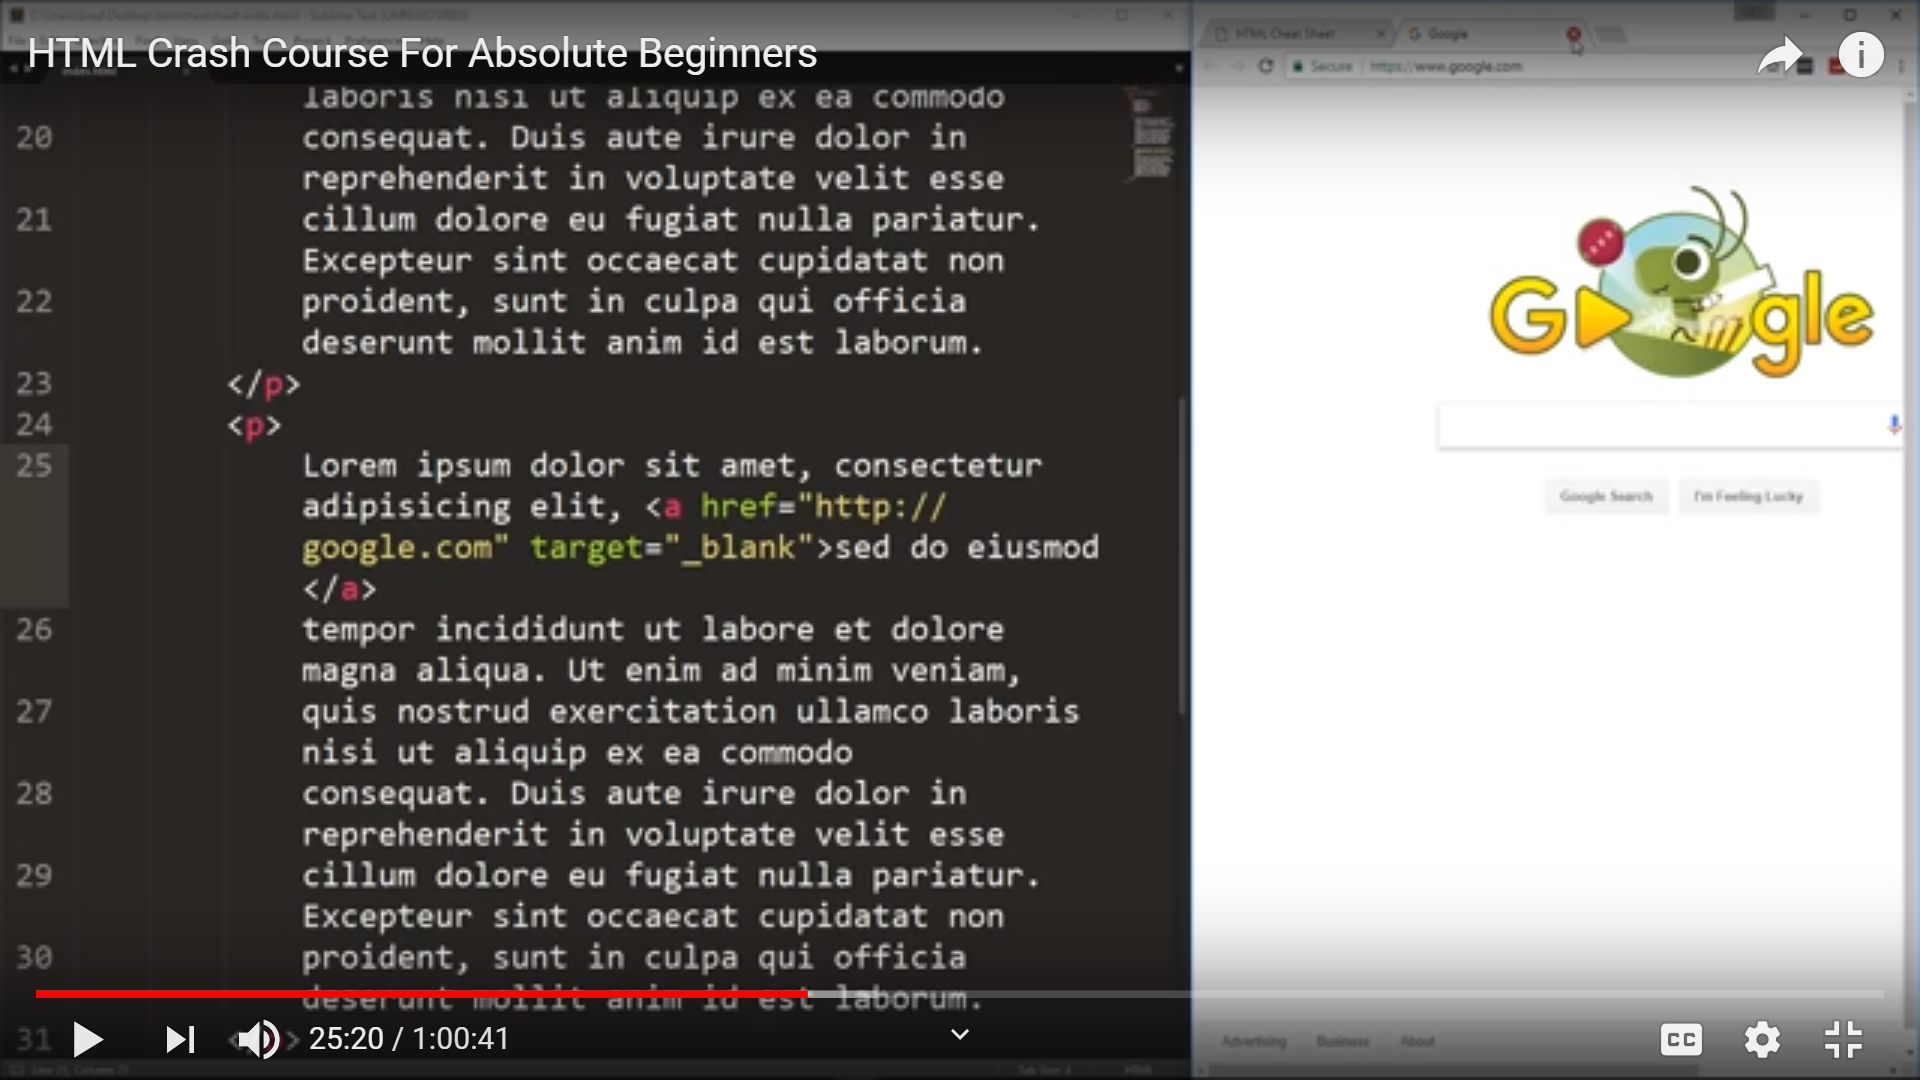 HTML Crash Course For Absolute Beginners
HTML Cheat Sheet
Google
Secure
https://www.google.com
laboris nisi ut aliquip ex ea commodo
20 consequat. Duis aute irure dolor in
reprehenderit in voluptate velit esse
21 cillum dolore eu fugiat nulla pariatur.
Excepteur sint occaecat cupidatat non
22 proident, sunt in culpa qui officia
deserunt mollit anim id est laborum.
23 </p>
24 <p>
25 Lorem ipsum dolor sit amet, consectetur
adipisicing elit, <a href="http://
google.com" target="_blank">sed do eiusmod
</a>
26 tempor incididunt ut labore et dolore
magna aliqua. Ut enim ad minim veniam,
27 quis nostrud exercitation ullamco laboris
nisi ut aliquip ex ea commodo
28 consequat. Duis aute irure dolor in
reprehenderit in voluptate velit esse
29 cillum dolore eu fugiat nulla pariatur.
Excepteur sint occaecat cupidatat non
30 proident, sunt in culpa qui officia
deserunt mollit anim id est laborum.
31
Google
Google Search
I'm Feeling Lucky
Advertising Business About
25:20 / 1:00:41
CC